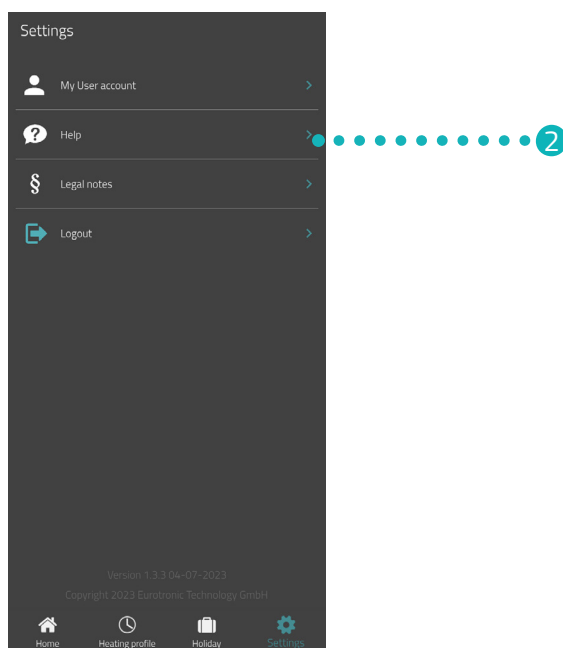 Settings
My User account
Help
2
§ Legal notes
Logout
Version 1.3.3 04-07-2023
Copyright 2023 Eurotronic Technology GmbH
Home Heating profile Holiday Settings